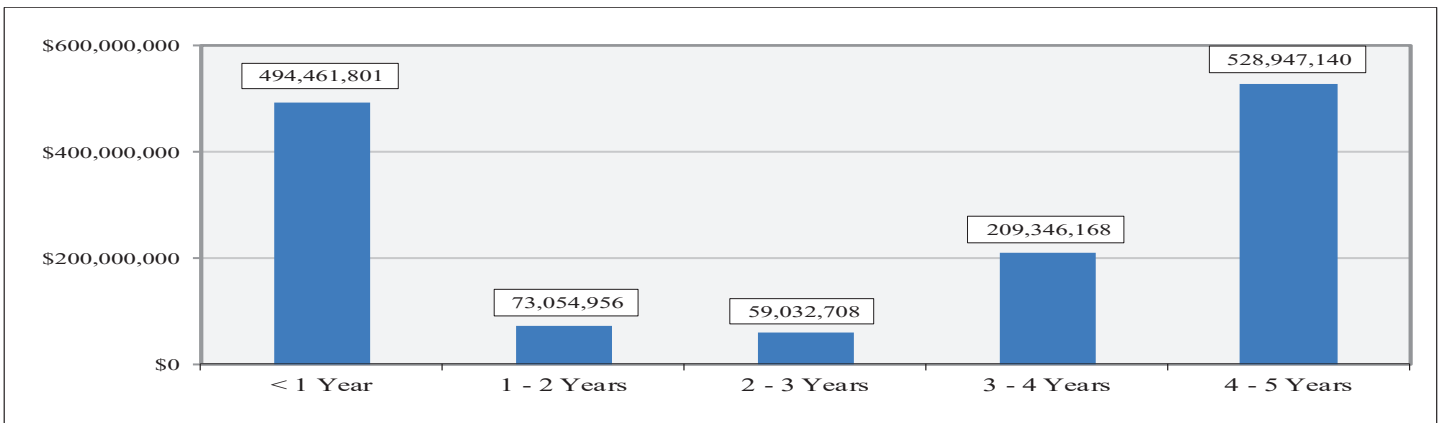 $600,000,000
$400,000,000
$200,000,000
$0
494,461,801
73,054,956
59,032,708
209,346,168
528,947,140
< 1 Year
1 - 2 Years
2 - 3 Years
3 - 4 Years
4 - 5 Years